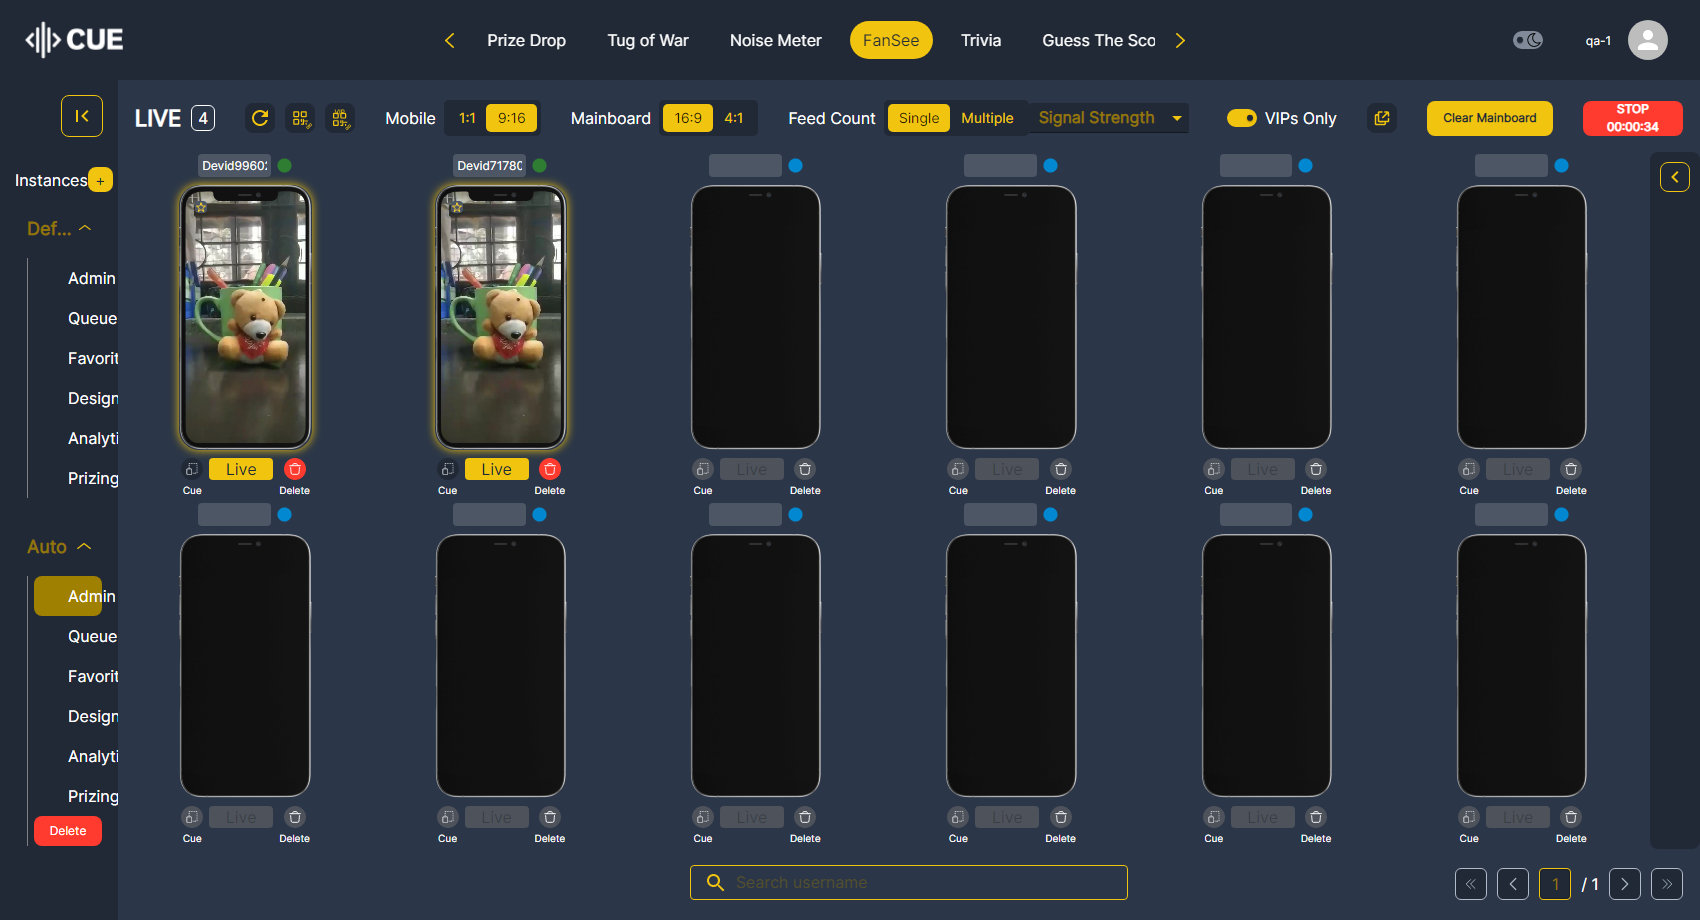 CUE
Prize Drop Tug of War Noise Meter FanSee Trivia Guess The Sco
qa-1
LIVE 4
Mobile 1:1 9:16
Mainboard 16:9 4:1
Feed Count Single Multiple
Signal Strength
VIPs Only
Clear Mainboard
STOP
00:00:34
Instances +
Def...
Admin
Queue
Favorit
Design
Analyti
Prizing
Auto
Admin
Queue
Favorit
Design
Analyti
Prizing
Delete
Devid9960 Devid7178
Live Live Live Live Live Live
Cue Delete Cue Delete Cue Delete Cue Delete Cue Delete Cue Delete
Live Live Live Live Live Live
Cue Delete Cue Delete Cue Delete Cue Delete Cue Delete Cue Delete
Search username
1 / 1